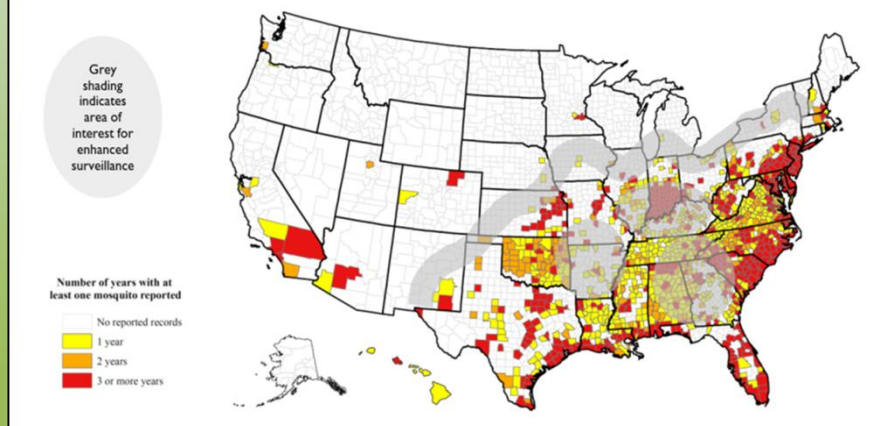 Grey
shading
indicates
area of
interest for
enhanced
surveillance
Number of years with at
least one mosquito reported
No reported records
1 year
2 years
3 or more years